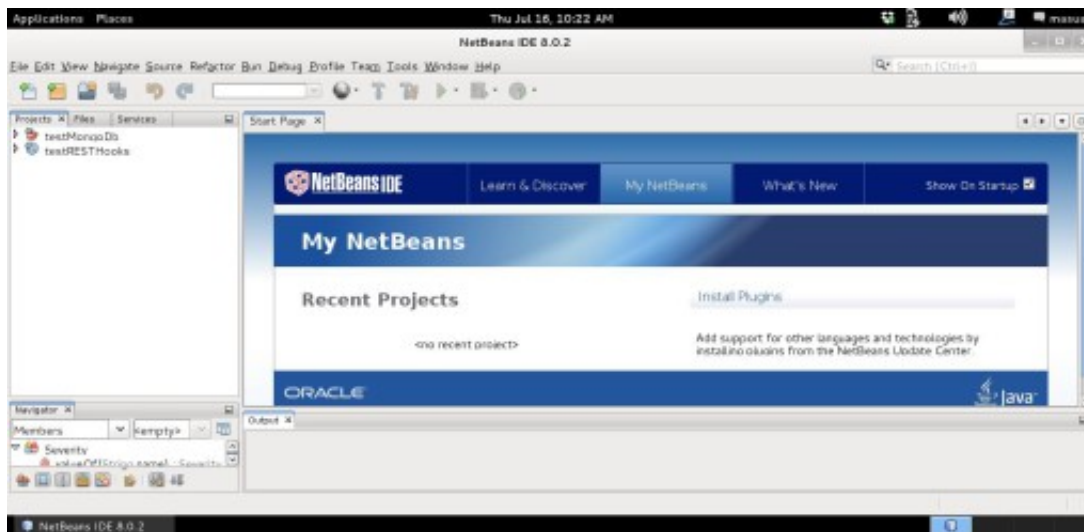 Applications Places
Thu Jul 16, 10:22 AM
NetBeans IDE 8.0.2
File Edit View Navigate Source Refactor Run Debug Profile Team Tools Window Help
Search (Ctrl+I)
Projects Files Services
Start Page
testMongoDb
testRESTHooks
NetBeans IDE
Learn & Discover
My NetBeans
What's New
Show On Startup
My NetBeans
Recent Projects
<no recent project>
Install Plugins
Add support for other languages and technologies by
installing plugins from the NetBeans Update Center.
ORACLE
Java
Navigator
Members
<empty>
Severity
valueOf(String name) : Severity
Output
NetBeans IDE 8.0.2